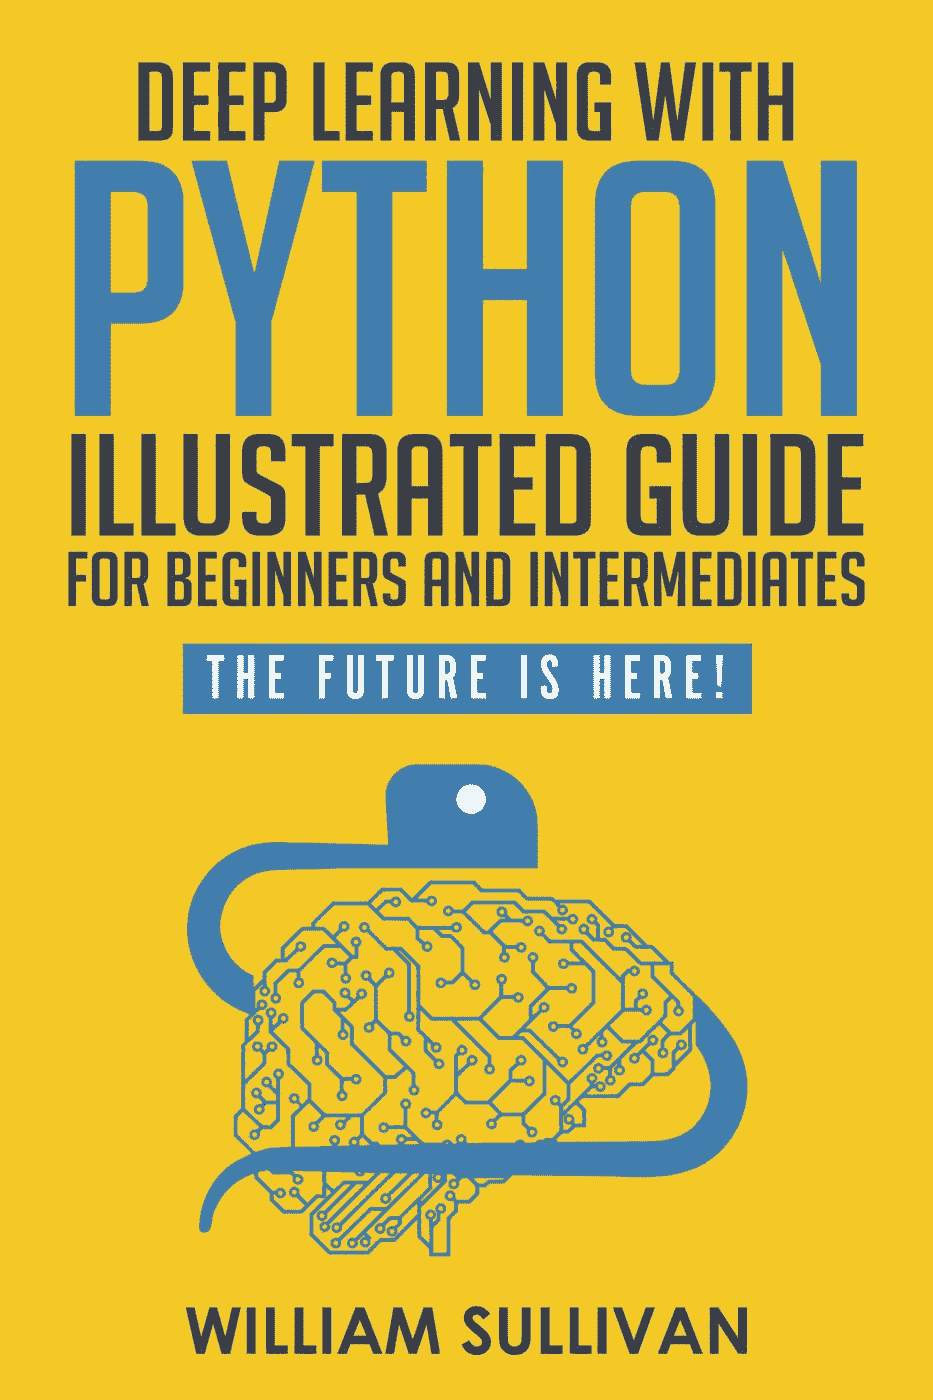 DEEP LEARNING WITH
PYTHON
ILLUSTRATED GUIDE
FOR BEGINNERS AND INTERMEDIATES
THE FUTURE IS HERE!
WILLIAM SULLIVAN